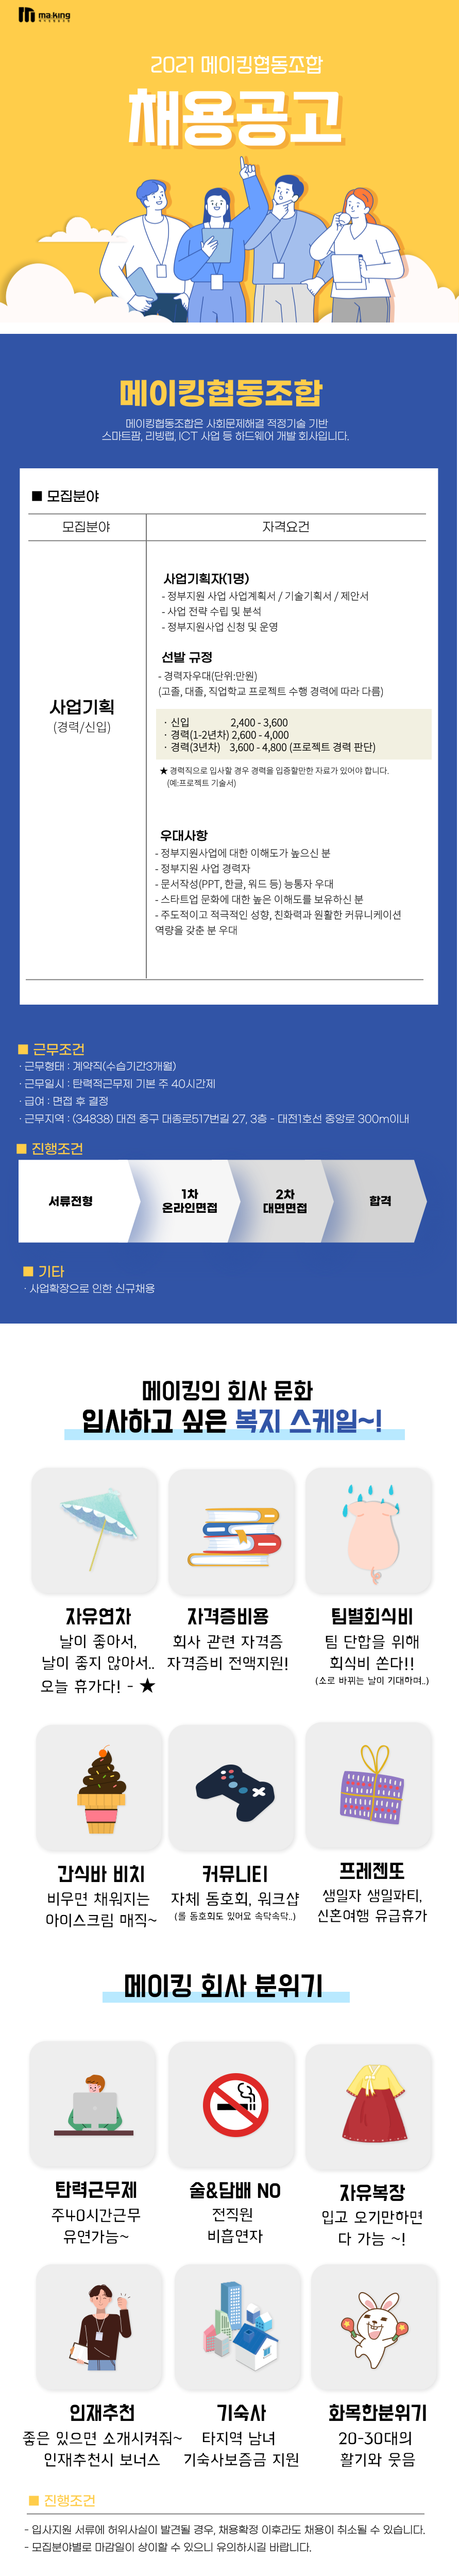 making
2021 메이킹협동조합
채용공고
메이킹협동조합
메이킹협동조합은 사회문제해결 적정기술 기반
스마트팜, 리빙랩, ICT 사업 등 하드웨어 개발 회사입니다.
■ 모집분야
모집분야
자격요건
사업기획
(경력/신입)
사업기획자(1명)
- 정부지원 사업 사업계획서 / 기술기획서 / 제안서
- 사업 전략 수립 및 분석
- 정부지원사업 신청 및 운영
선발 규정
- 경력자우대(단위:만원)
(고졸, 대졸, 직업학교 프로젝트 수행 경력에 따라 다름)
· 신입 2,400 - 3,600
· 경력(1-2년차) 2,600 - 4,000
· 경력(3년차) 3,600 - 4,800 (프로젝트 경력 판단)
★ 경력직으로 입사할 경우 경력을 입증할만한 자료가 있어야 합니다.
(예:프로젝트 기술서)
우대사항
- 정부지원사업에 대한 이해도가 높으신 분
- 정부지원 사업 경력자
- 문서작성(PPT, 한글, 워드 등) 능통자 우대
- 스타트업 문화에 대한 높은 이해도를 보유하신 분
- 주도적이고 적극적인 성향, 친화력과 원활한 커뮤니케이션
역량을 갖춘 분 우대
■ 근무조건
· 근무형태 : 계약직(수습기간3개월)
· 근무일시 : 탄력적근무제 기본 주 40시간제
· 급여 : 면접 후 결정
· 근무지역 : (34838) 대전 중구 대종로517번길 27, 3층 - 대전1호선 중앙로 300m이내
■ 진행조건
서류전형
1차
온라인면접
2차
대면면접
합격
■ 기타
· 사업확장으로 인한 신규채용
메이킹의 회사 문화
입사하고 싶은 복지 스케일~!
자유연차
날이 좋아서,
날이 좋지 않아서..
오늘 휴가다! - ★
자격증비용
회사 관련 자격증
자격증비 전액지원!
팀별회식비
팀 단합을 위해
회식비 쏜다!!
(소로 바뀌는 날이 기대하며..)
간식바 비치
비우면 채워지는
아이스크림 매직~
커뮤니티
자체 동호회, 워크샵
(롤 동호회도 있어요 속닥속닥..)
프레젠또
생일자 생일파티,
신혼여행 유급휴가
메이킹 회사 분위기
탄력근무제
주40시간근무
유연가능~
술&담배 NO
전직원
비흡연자
자유복장
입고 오기만하면
다 가능 ~!
인재추천
좋은 있으면 소개시켜줘~
인재추천시 보너스
기숙사
타지역 남녀
기숙사보증금 지원
화목한분위기
20-30대의
활기와 웃음
■ 진행조건
- 입사지원 서류에 허위사실이 발견될 경우, 채용확정 이후라도 채용이 취소될 수 있습니다.
- 모집분야별로 마감일이 상이할 수 있으니 유의하시길 바랍니다.